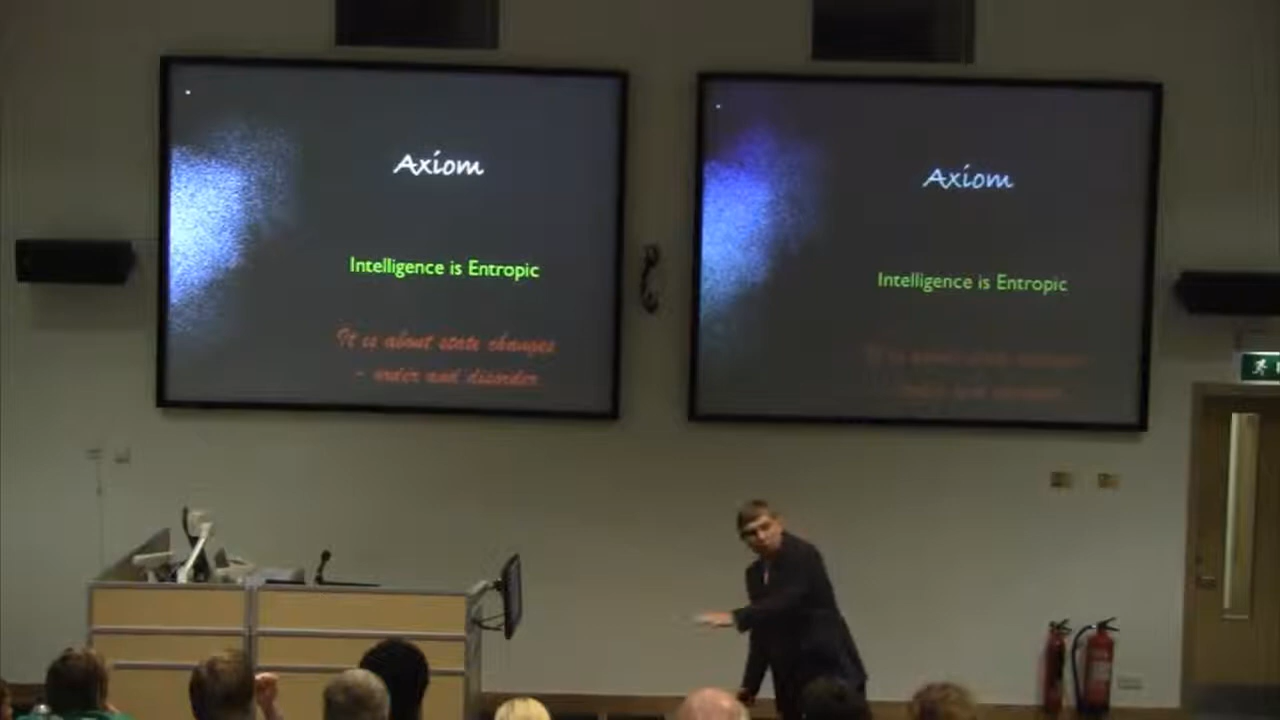 Axiom
Intelligence is Entropic
It is about state changes
- order and disorder
Axiom
Intelligence is Entropic